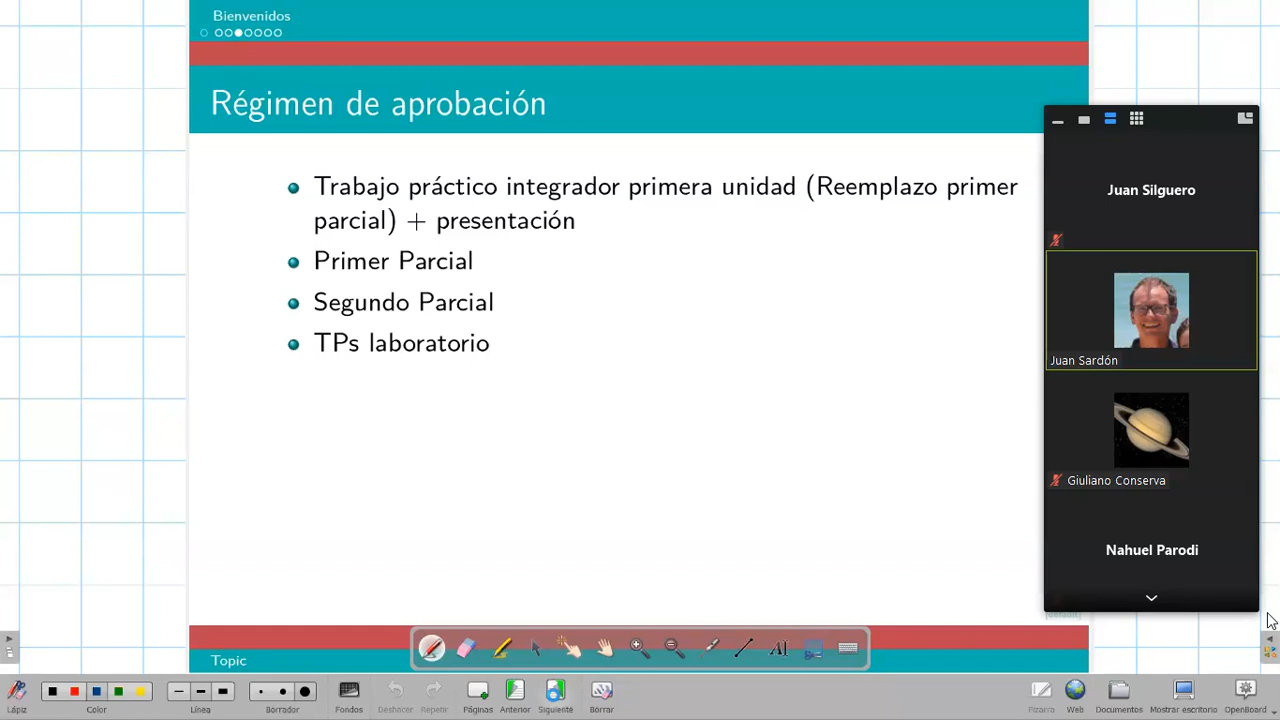 Bienvenidos
Régimen de aprobación
Trabajo práctico integrador primera unidad (Reemplazo primer
parcial) + presentación
Primer Parcial
Segundo Parcial
TPs laboratorio
Juan Silguero
Juan Sardón
Giuliano Conserva
Nahuel Parodi
[default]
Topic
Lápiz
Color
Línea
Borrador
Fondos
Deshacer
Repetir
Páginas
Anterior
Siguiente
Borrar
Pizarra
Web
Documentos
Mostrar escritorio
OpenBoard